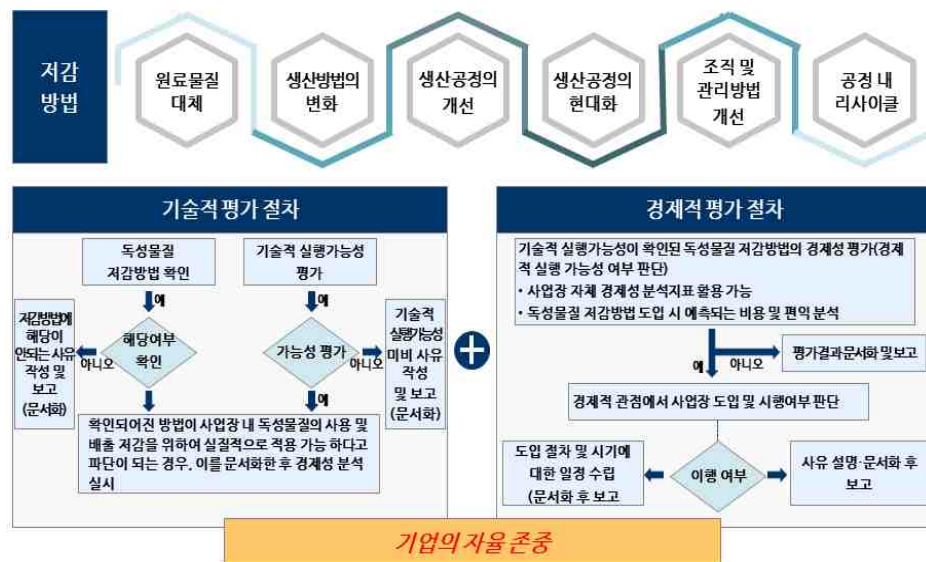 저감
방법
원료물질
대체
생산방법의
변화
생산공정의
개선
생산공정의
현대화
조직 및
관리방법
개선
공정 내
리사이클
기술적 평가 절차
독성물질
저감방법 확인
기술적 실행가능성
평가
예
예
저감방법에
해당이
안되는 사유
작성 및
보고
(문서화)
아니오
해당여부
확인
가능성 평가
아니오
기술적
실행가능성
미비 사유
작성
및 보고
(문서화)
예
예
확인되어진 방법이 사업장 내 독성물질의 사용 및
배출 저감을 위하여 실질적으로 적용 가능 하다고
파단이 되는 경우, 이를 문서화한 후 경제성 분석
실시
경제적 평가 절차
기술적 실행가능성이 확인된 독성물질 저감방법의 경제성 평가(경제
적 실행 가능성 여부 판단)
• 사업장 자체 경제성 분석지표 활용 가능
• 독성물질 저감방법 도입 시 예측되는 비용 및 편익 분석
예
아니오
평가결과 문서화 및 보고
경제적 관점에서 사업장 도입 및 시행여부 판단
도입 절차 및 시기에
대한 일정 수립
(문서화 후 보고
이행 여부
사유 설명·문서화 후
보고
기업의 자율 존중